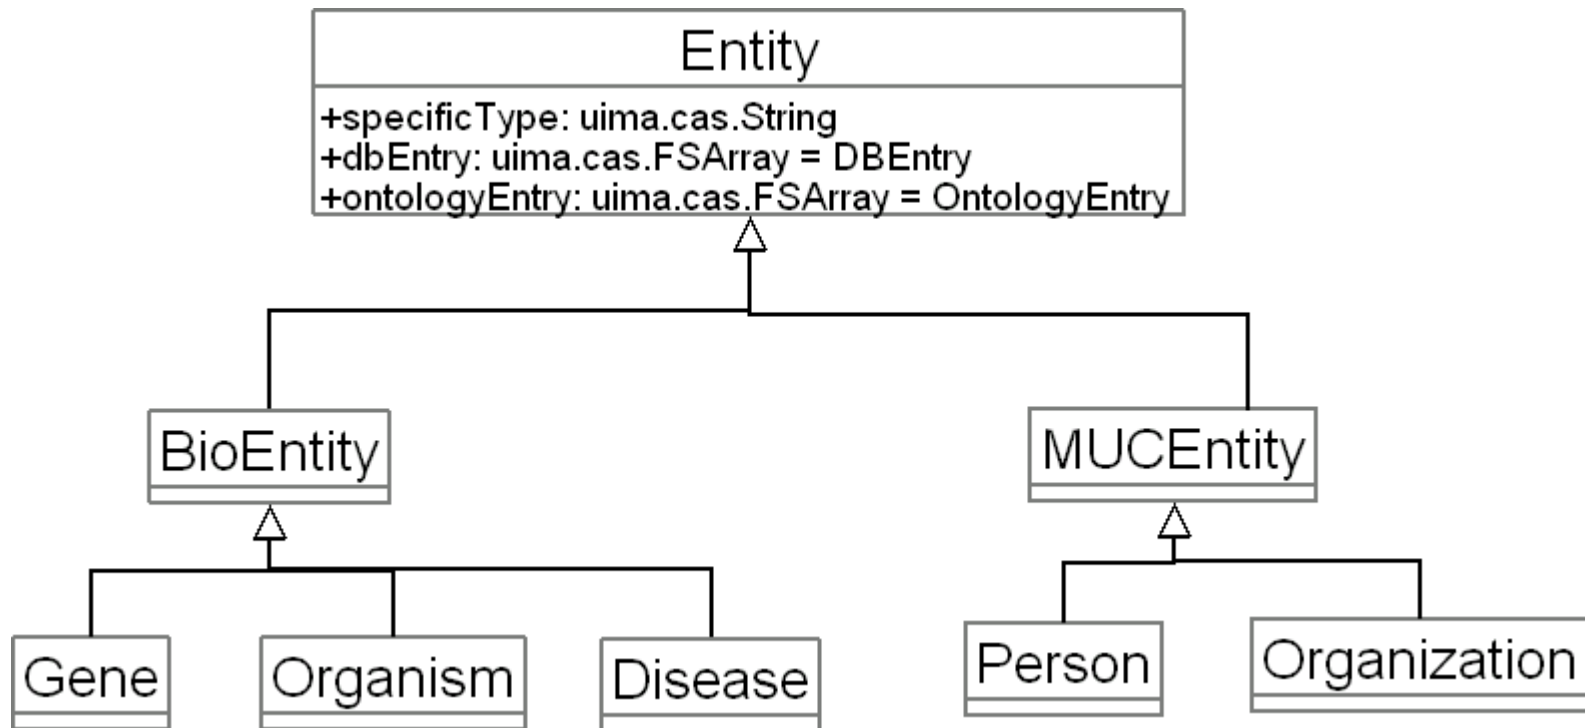 Entity
+specificType: uima.cas.String
+dbEntry: uima.cas.FSArray = DBEntry
+ontologyEntry: uima.cas.FSArray = OntologyEntry
BioEntity
MUCEntity
Gene
Organism
Disease
Person
Organization